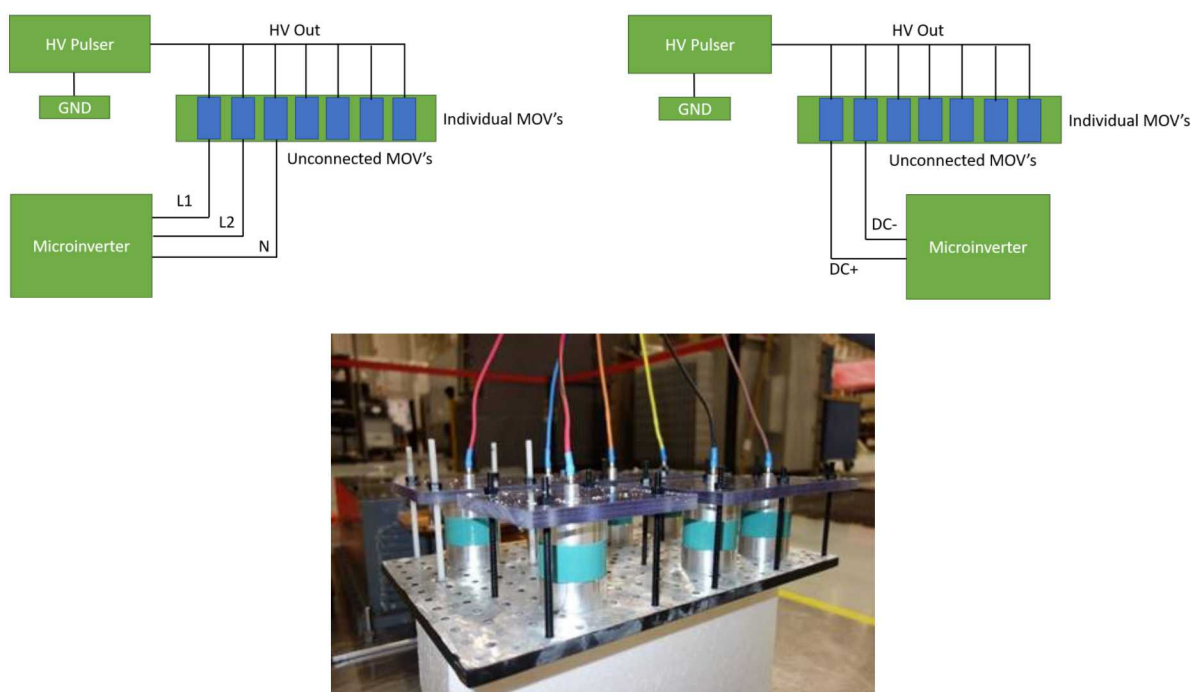 HV Pulser
HV Out
GND
Individual MOV's
Unconnected MOV's
L1
L2
N
Microinverter
HV Pulser
HV Out
GND
Individual MOV's
Unconnected MOV's
DC-
DC+
Microinverter